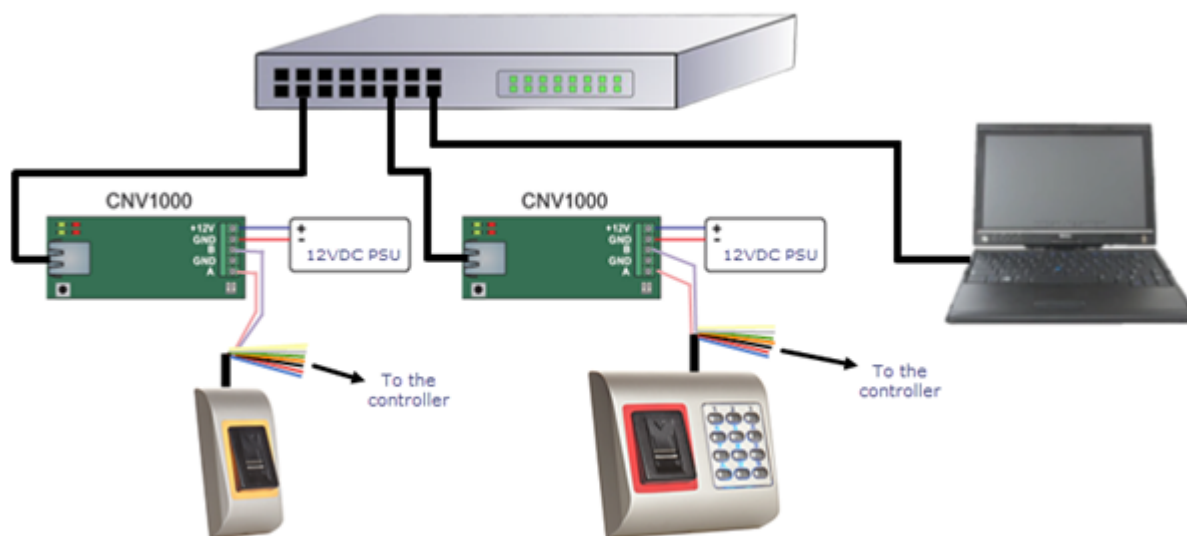 CNV1000
+12V
GND
B
GND
A
+
-
12VDC PSU
To the
controller
CNV1000
+12V
GND
B
GND
A
+
-
12VDC PSU
To the
controller